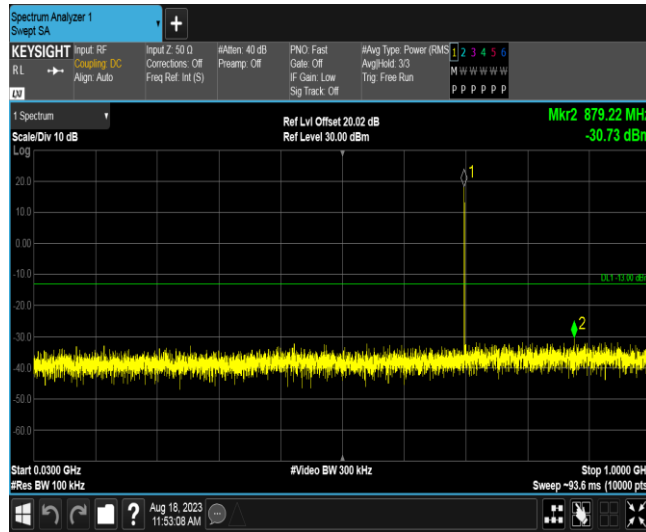 Spectrum Analyzer 1
Swept SA
KEYSIGHT Input: RF Input Z: 50 Ω #Atten: 40 dB PNO: Fast #Avg Type: Power (RMS 1 2 3 4 5 6
RL Coupling: DC Corrections: Off Preamp: Off Gate: Off Avg|Hold: 3/3 M W W W W W
Align: Auto Freq Ref: Int (S) IF Gain: Low Trig: Free Run
LXI Sig Track: Off P P P P P P
1 Spectrum Ref Lvl Offset 20.02 dB Mkr2 879.22 MHz
Scale/Div 10 dB Ref Level 30.00 dBm -30.73 dBm
Log
1
20.0
10.0
0.00
-10.0
DL1 -13.00 dBm
-20.0
2
-30.0
-40.0
-50.0
-60.0
Start 0.0300 GHz #Video BW 300 kHz Stop 1.0000 GH
#Res BW 100 kHz Sweep ~93.6 ms (10000 pts
? Aug 18, 2023
11:53:08 AM